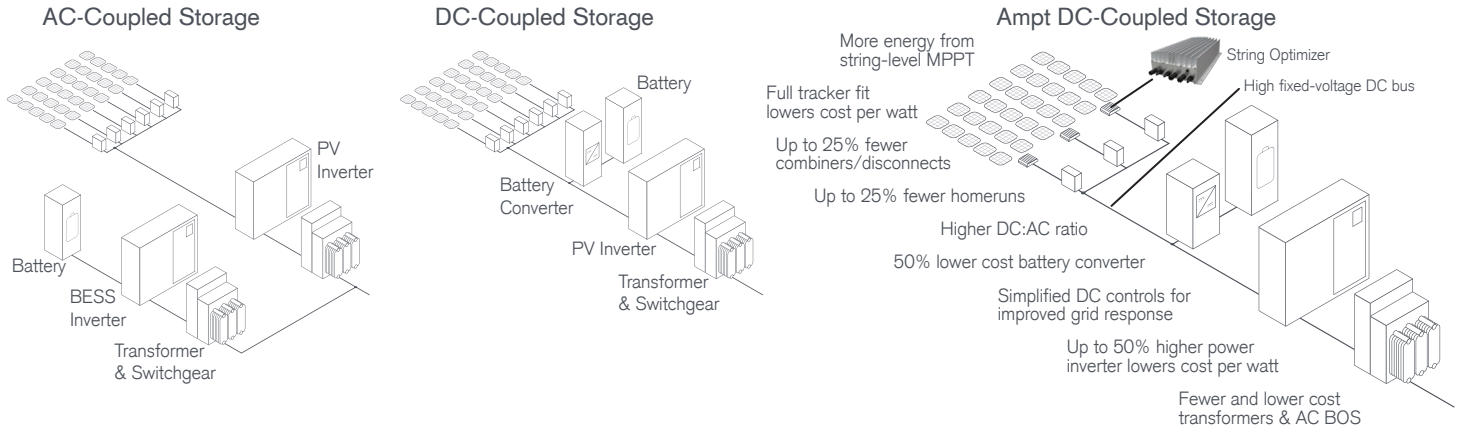 AC-Coupled Storage
PV
Inverter
Battery
BESS
Inverter
Transformer
& Switchgear
DC-Coupled Storage
Battery
Battery
Converter
PV Inverter
Transformer
& Switchgear
Ampt DC-Coupled Storage
More energy from
string-level MPPT
String Optimizer
High fixed-voltage DC bus
Full tracker fit
lowers cost per watt
Up to 25% fewer
combiners/disconnects
Up to 25% fewer homeruns
Higher DC:AC ratio
50% lower cost battery converter
Simplified DC controls for
improved grid response
Up to 50% higher power
inverter lowers cost per watt
Fewer and lower cost
transformers & AC BOS